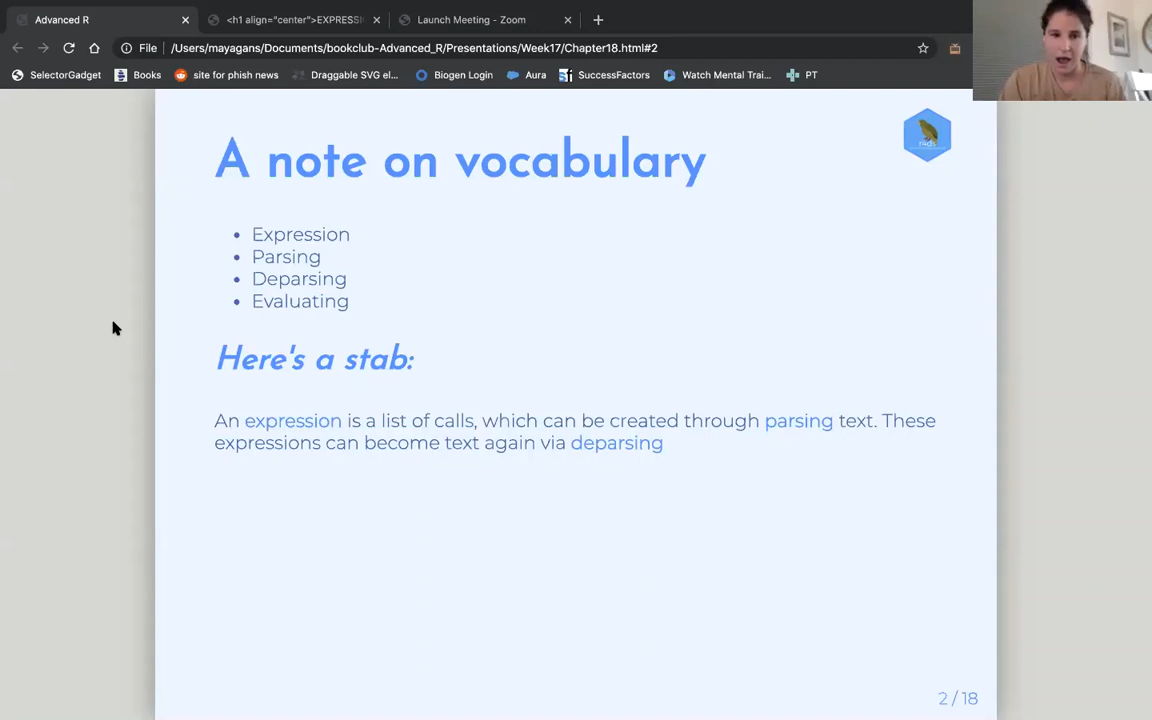 Advanced R
<h1 align="center">EXPRESSI
Launch Meeting - Zoom
File /Users/mayagans/Documents/bookclub-Advanced_R/Presentations/Week17/Chapter18.html#2
SelectorGadget Books site for phish news Draggable SVG el... Biogen Login Aura SuccessFactors Watch Mental Trai... PT
r4ds
A note on vocabulary
• Expression
• Parsing
• Deparsing
• Evaluating
Here's a stab:
An expression is a list of calls, which can be created through parsing text. These
expressions can become text again via deparsing
2 / 18